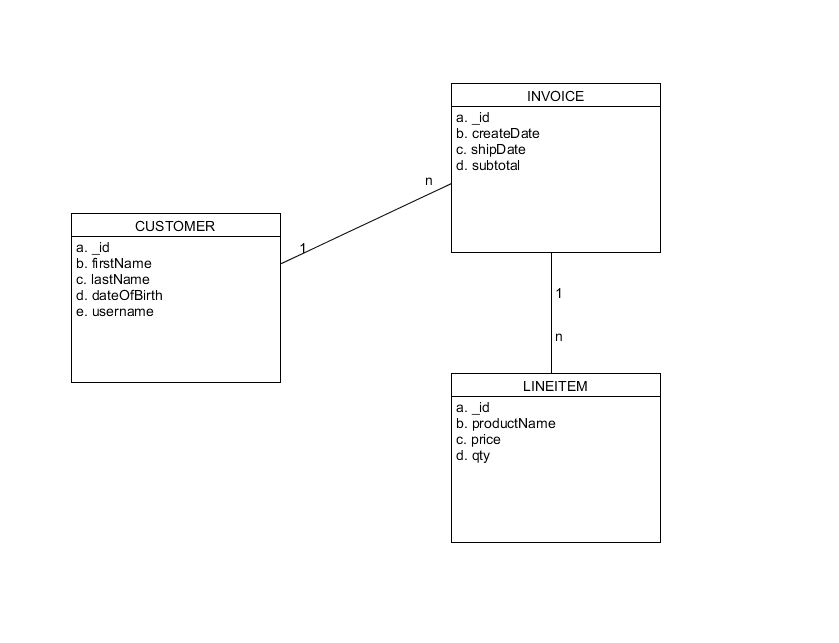 INVOICE
a. _id
b. createDate
c. shipDate
d. subtotal
n
CUSTOMER
a. _id
b. firstName
c. lastName
d. dateOfBirth
e. username
1
1
n
LINEITEM
a. _id
b. productName
c. price
d. qty